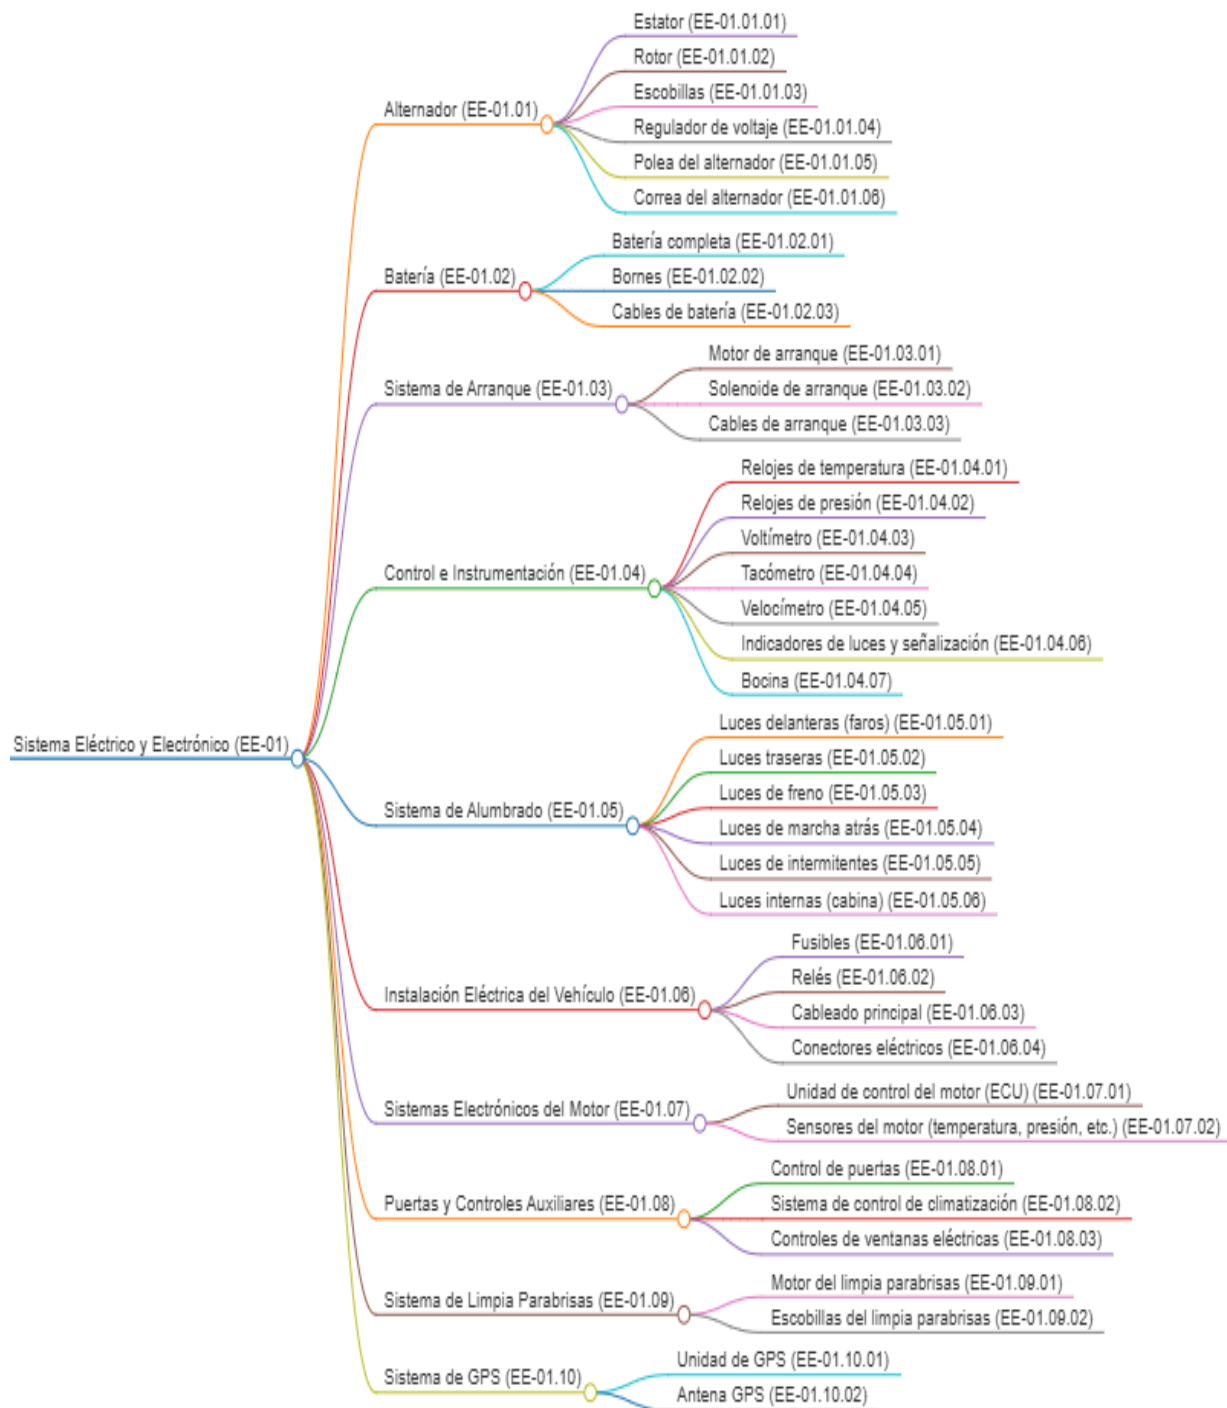 Sistema Eléctrico y Electrónico (EE-01)
Alternador (EE-01.01)
Estator (EE-01.01.01)
Rotor (EE-01.01.02)
Escobillas (EE-01.01.03)
Regulador de voltaje (EE-01.01.04)
Polea del alternador (EE-01.01.05)
Correa del alternador (EE-01.01.06)
Batería (EE-01.02)
Batería completa (EE-01.02.01)
Bornes (EE-01.02.02)
Cables de batería (EE-01.02.03)
Sistema de Arranque (EE-01.03)
Motor de arranque (EE-01.03.01)
Solenoide de arranque (EE-01.03.02)
Cables de arranque (EE-01.03.03)
Control e Instrumentación (EE-01.04)
Relojes de temperatura (EE-01.04.01)
Relojes de presión (EE-01.04.02)
Voltímetro (EE-01.04.03)
Tacómetro (EE-01.04.04)
Velocímetro (EE-01.04.05)
Indicadores de luces y señalización (EE-01.04.06)
Bocina (EE-01.04.07)
Sistema de Alumbrado (EE-01.05)
Luces delanteras (faros) (EE-01.05.01)
Luces traseras (EE-01.05.02)
Luces de freno (EE-01.05.03)
Luces de marcha atrás (EE-01.05.04)
Luces de intermitentes (EE-01.05.05)
Luces internas (cabina) (EE-01.05.06)
Instalación Eléctrica del Vehículo (EE-01.06)
Fusibles (EE-01.06.01)
Relés (EE-01.06.02)
Cableado principal (EE-01.06.03)
Conectores eléctricos (EE-01.06.04)
Sistemas Electrónicos del Motor (EE-01.07)
Unidad de control del motor (ECU) (EE-01.07.01)
Sensores del motor (temperatura, presión, etc.) (EE-01.07.02)
Puertas y Controles Auxiliares (EE-01.08)
Control de puertas (EE-01.08.01)
Sistema de control de climatización (EE-01.08.02)
Controles de ventanas eléctricas (EE-01.08.03)
Sistema de Limpia Parabrisas (EE-01.09)
Motor del limpia parabrisas (EE-01.09.01)
Escobillas del limpia parabrisas (EE-01.09.02)
Sistema de GPS (EE-01.10)
Unidad de GPS (EE-01.10.01)
Antena GPS (EE-01.10.02)